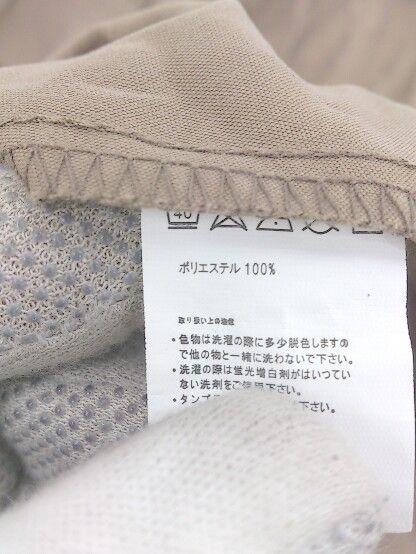 40
ポリエステル 100%
取り扱い上の注意
・色物は洗濯の際に多少脱色しますの
で他の物と一緒に洗わないで下さい。
・洗濯の際は蛍光増白剤がはいってい
ない洗剤をご使用下さい。
・タンブ
さい。